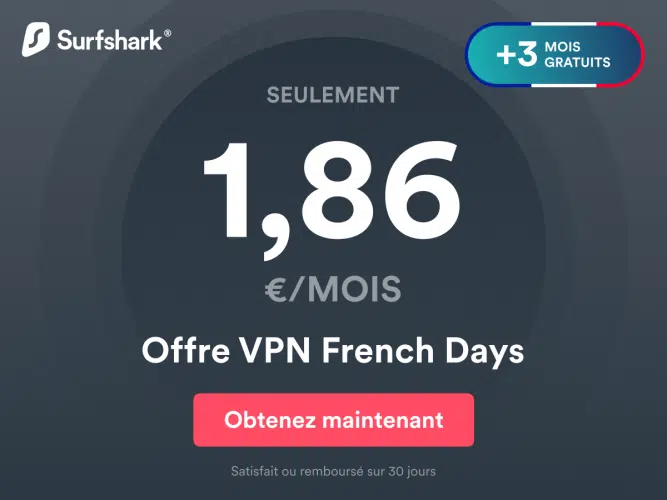 Surfshark®
+3 MOIS
GRATUITS
SEULEMENT
1,86
€/MOIS
Offre VPN French Days
Obtenez maintenant
Satisfait ou remboursé sur 30 jours